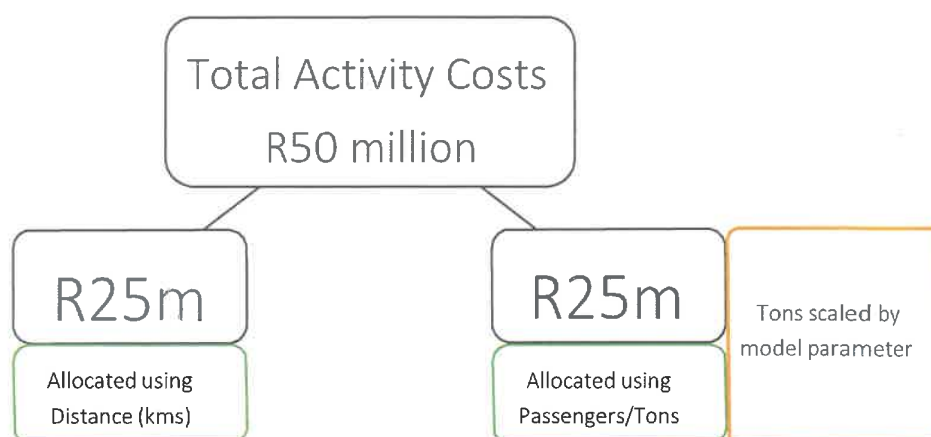 Total Activity Costs
R50 million
R25m
Allocated using
Distance (kms)
R25m
Allocated using
Passengers/Tons
Tons scaled by
model parameter